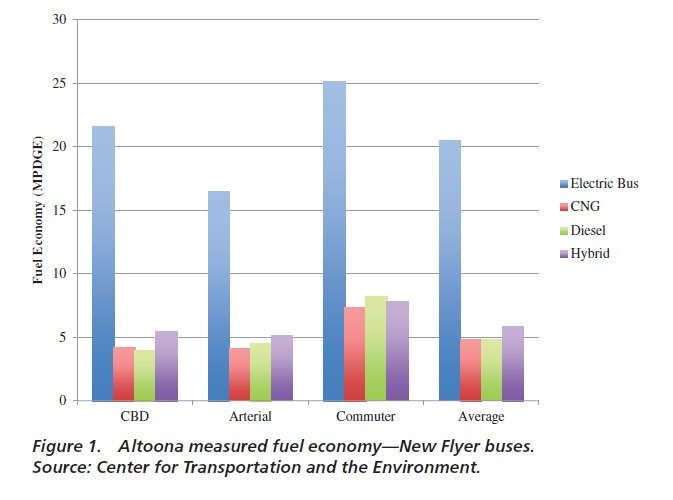 30
25
20
15
10
5
0
Fuel Economy (MPDGE)
CBD Arterial Commuter Average
Electric Bus
CNG
Diesel
Hybrid
Figure 1. Altoona measured fuel economy—New Flyer buses.
Source: Center for Transportation and the Environment.